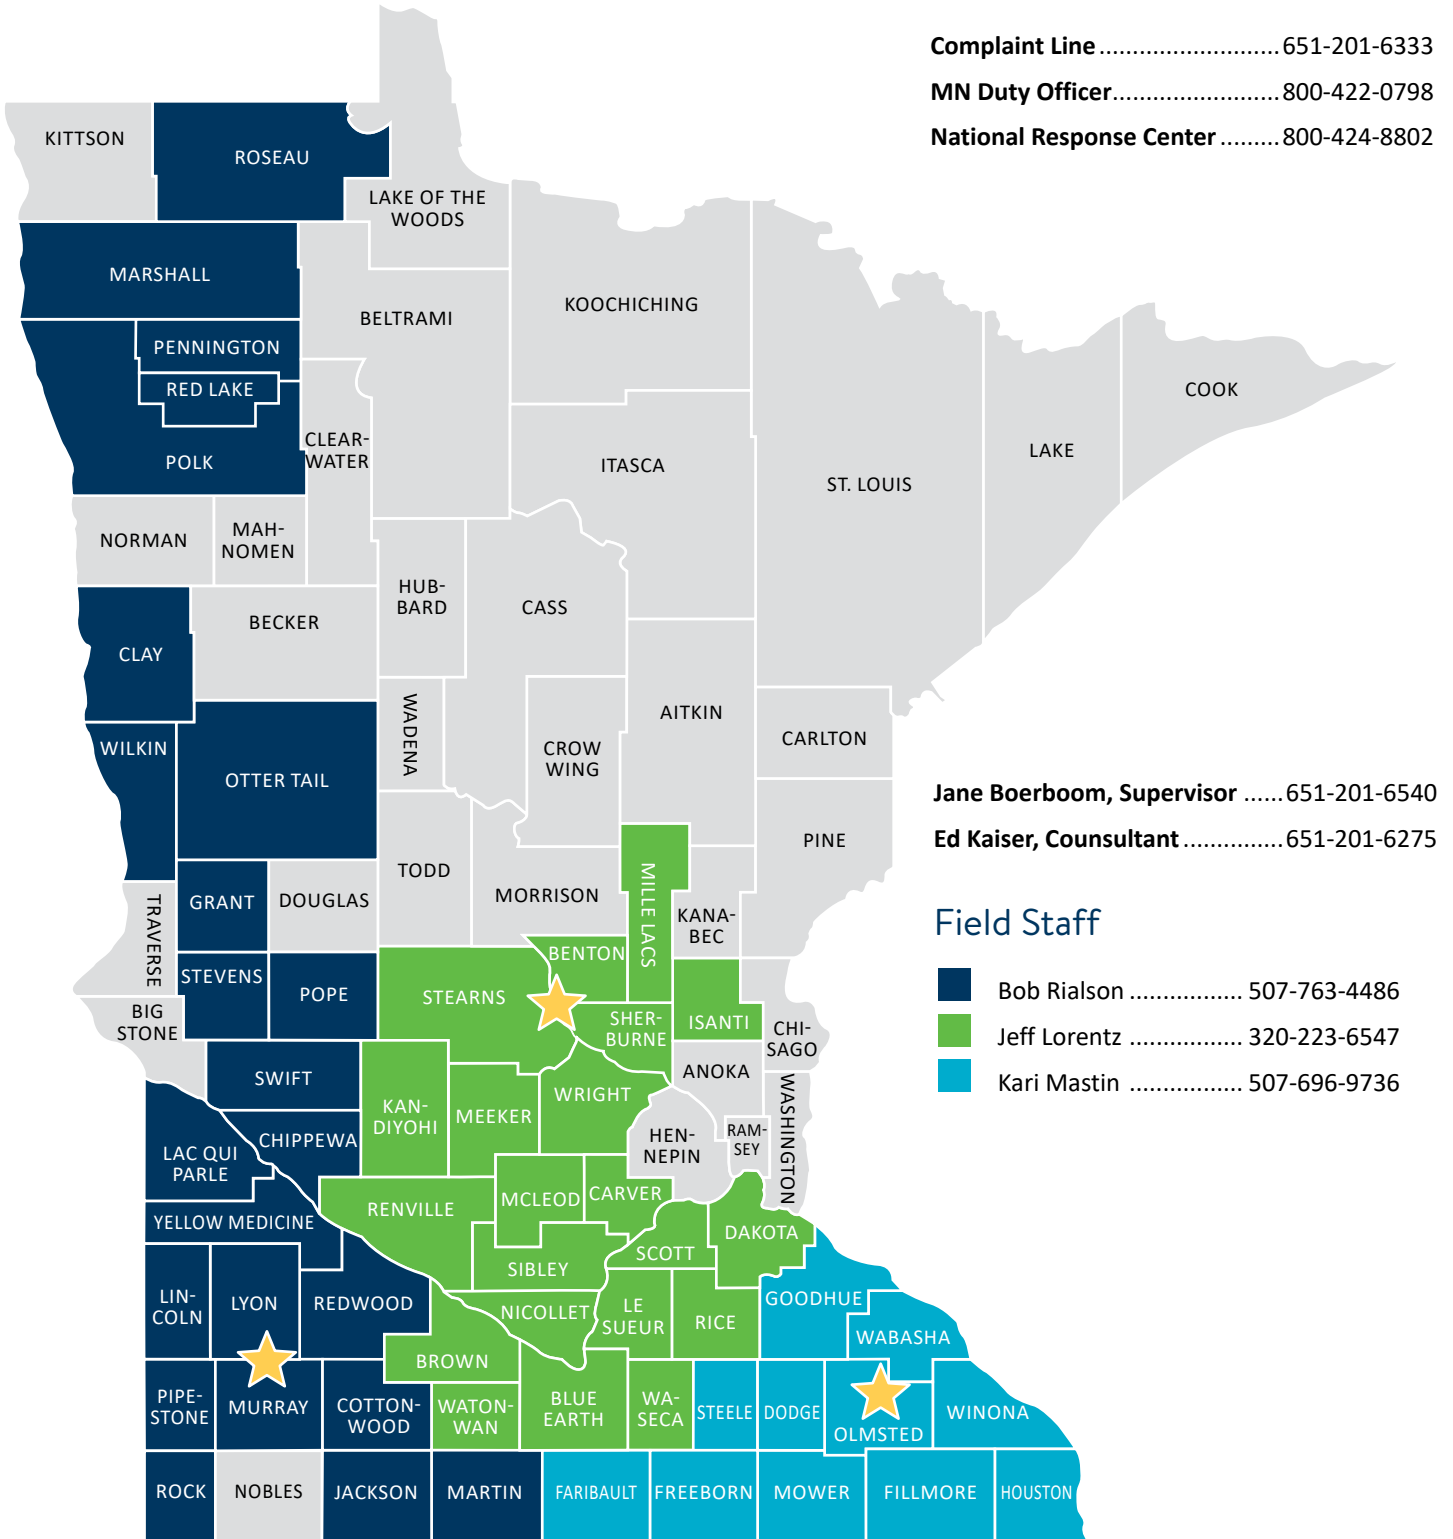 Complaint Line ........................... 651-201-6333
MN Duty Officer......................... 800-422-0798
National Response Center ......... 800-424-8802
KITTSON
ROSEAU
LAKE OF THE
WOODS
MARSHALL
BELTRAMI
KOOCHICHING
PENNINGTON
RED LAKE
POLK
CLEAR-
WATER
ITASCA
ST. LOUIS
LAKE
COOK
NORMAN
MAH-
NOMEN
HUB-
BARD
CASS
BECKER
CLAY
WILKIN
OTTER TAIL
WADENA
CROW
WING
AITKIN
CARLTON
PINE
Jane Boerboom, Supervisor ...... 651-201-6540
Ed Kaiser, Counsultant ............... 651-201-6275
TODD
MORRISON
MILLE LACS
KANA-
BEC
GRANT
DOUGLAS
TRAVERSE
STEVENS
POPE
BIG
STONE
STEARNS
BENTON
SHER-
BURNE
ISANTI
CHI-
SAGO
Field Staff
Bob Rialson ................. 507-763-4486
Jeff Lorentz ................. 320-223-6547
Kari Mastin ................. 507-696-9736
SWIFT
KAN-
DIYOHI
MEEKER
WRIGHT
ANOKA
WASHINGTON
HEN-
NEPIN
RAM-
SEY
LAC QUI
PARLE
CHIPPEWA
YELLOW MEDICINE
RENVILLE
MCLEOD
CARVER
SCOTT
DAKOTA
SIBLEY
LIN-
COLN
LYON
REDWOOD
NICOLLET
LE
SUEUR
RICE
GOODHUE
WABASHA
BROWN
PIPE-
STONE
MURRAY
COTTON-
WOOD
WATON-
WAN
BLUE
EARTH
WA-
SECA
STEELE
DODGE
OLMSTED
WINONA
ROCK
NOBLES
JACKSON
MARTIN
FARIBAULT
FREEBORN
MOWER
FILLMORE
HOUSTON